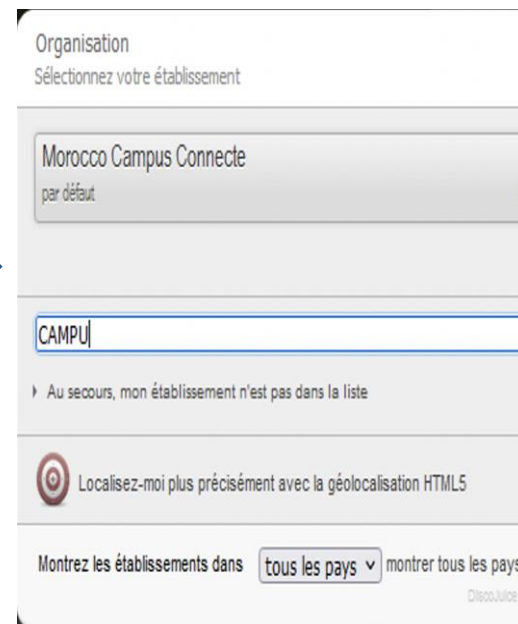 Organisation
Sélectionnez votre établissement
Morocco Campus Connecte
par défaut
CAMPU
Au secours, mon établissement n'est pas dans la liste
Localisez-moi plus précisément avec la géolocalisation HTML5
Montrez les établissements dans tous les pays montrer tous les pays
DiscoJuice